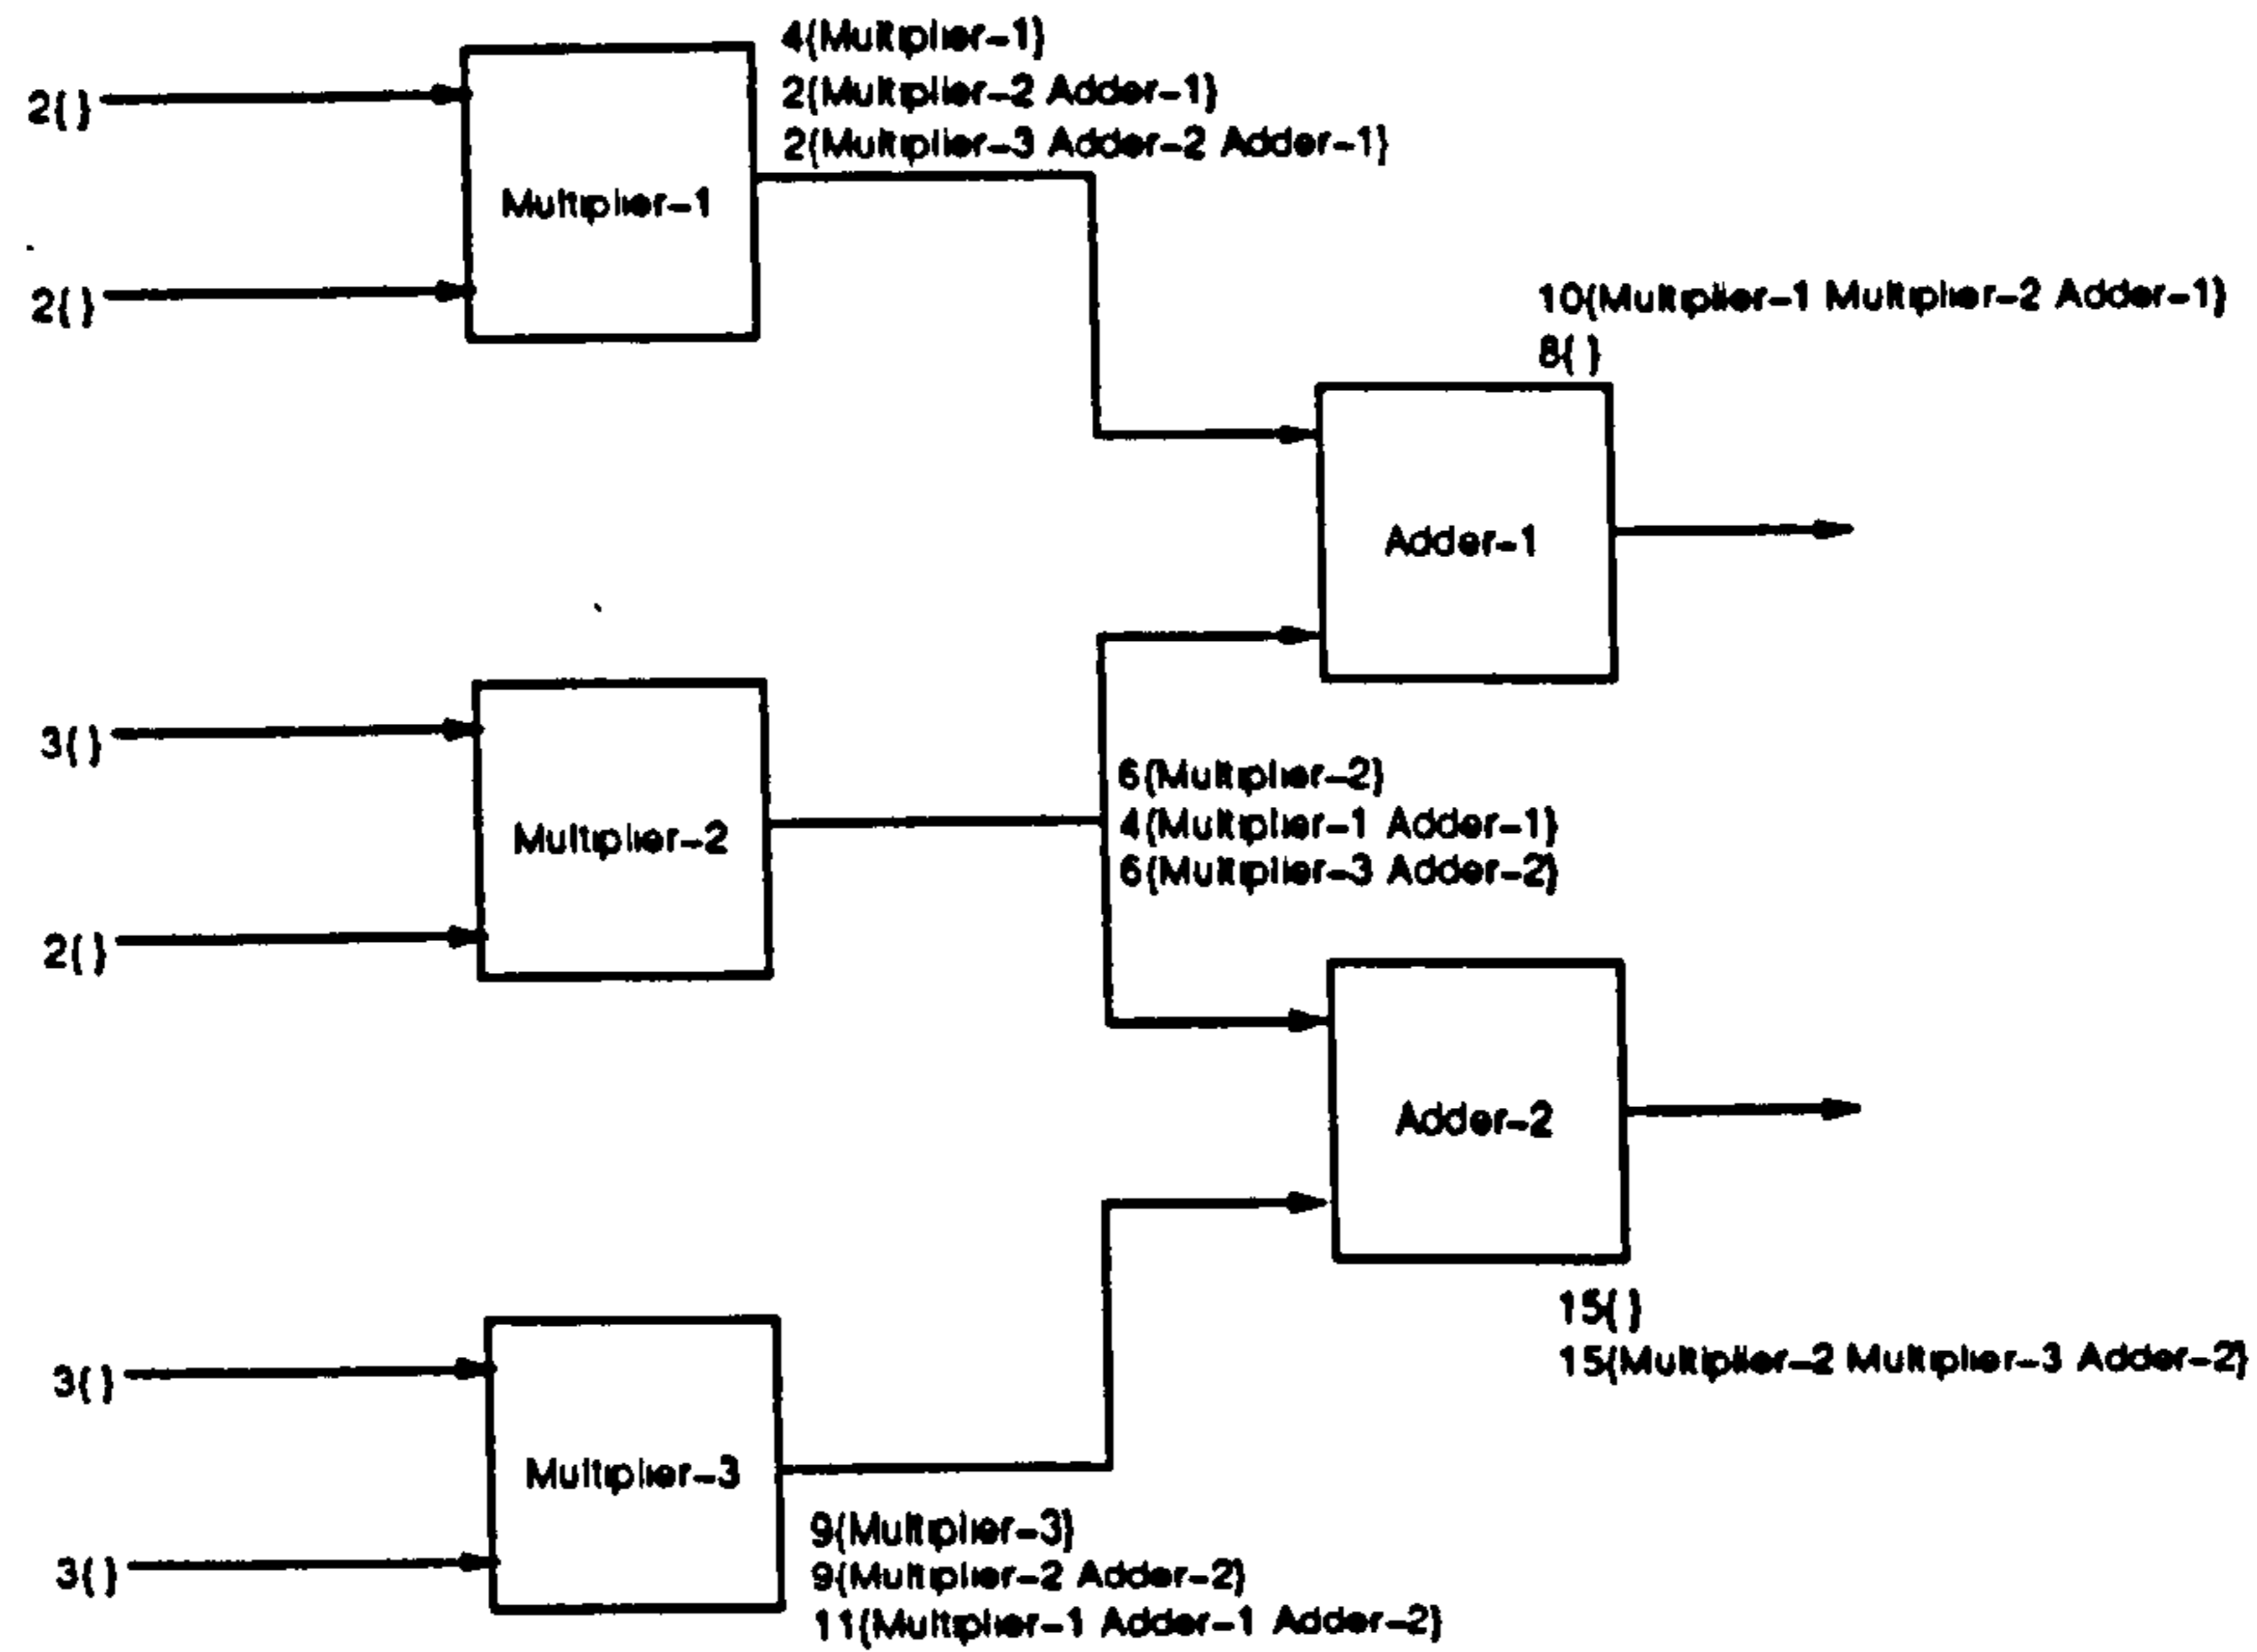 4(Multiplier-1)
2(Multiplier-2 Adder-1)
2(Multiplier-3 Adder-2 Adder-1)
2( )
Multiplier-1
2( )
10(Multiplier-1 Multiplier-2 Adder-1)
8( )
Adder-1
3( )
6(Multiplier-2)
4(Multiplier-1 Adder-1)
6(Multiplier-3 Adder-2)
Multiplier-2
2( )
Adder-2
15( )
15(Multiplier-2 Multiplier-3 Adder-2)
3( )
Multiplier-3
3( )
9(Multiplier-3)
9(Multiplier-2 Adder-2)
11(Multiplier-1 Adder-1 Adder-2)